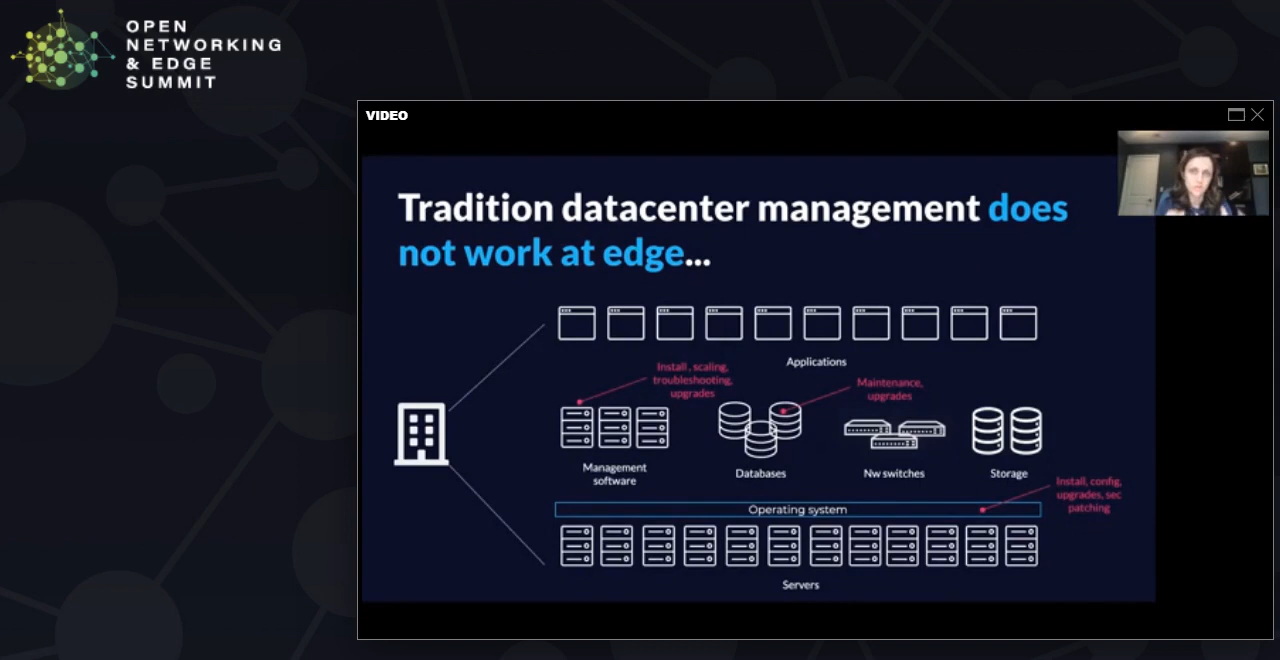 OPEN
NETWORKING
& EDGE
SUMMIT
VIDEO
Tradition datacenter management does
not work at edge...
Applications
Install , scaling,
troubleshooting,
upgrades
Maintenance,
upgrades
Management
software
Databases
Nw switches
Storage
Install, config,
upgrades, sec
patching
Operating system
Servers